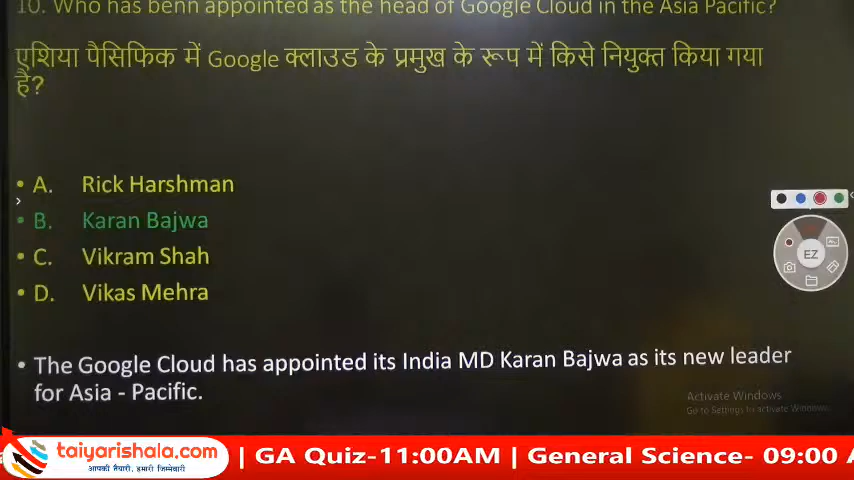 10. Who has benn appointed as the head of Google Cloud in the Asia Pacific?
एशिया पैसिफिक में Google क्लाउड के प्रमुख के रूप में किसे नियुक्त किया गया
है?
• A. Rick Harshman
• B. Karan Bajwa
• C. Vikram Shah
• D. Vikas Mehra
EZ
• The Google Cloud has appointed its India MD Karan Bajwa as its new leader
for Asia - Pacific.
Activate Windows
Go to Settings to activate Windows.
taiyarishala.com
आपकी तैयारी, हमारी जिम्मेवारी
| GA Quiz-11:00AM | General Science- 09:00 A